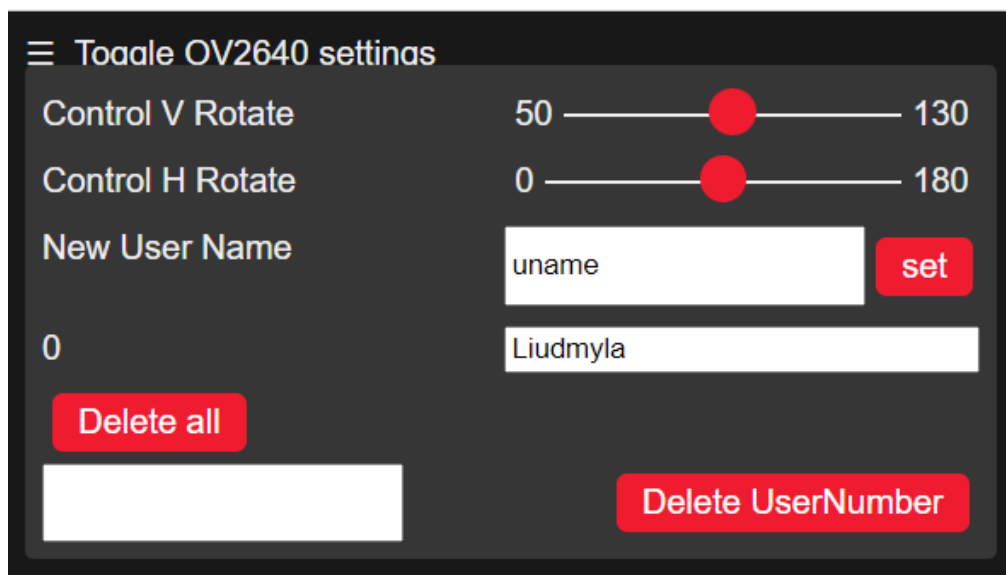 ☰ Toggle OV2640 settings
Control V Rotate 50 130
Control H Rotate 0 180
New User Name uname set
0 Liudmyla
Delete all
Delete UserNumber